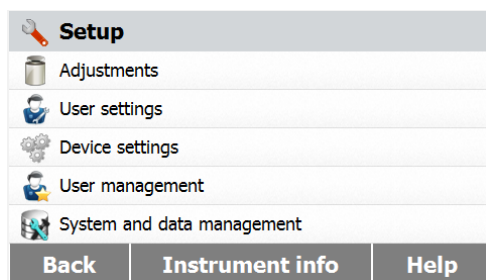 Setup
Adjustments
User settings
Device settings
User management
System and data management
Back Instrument info Help